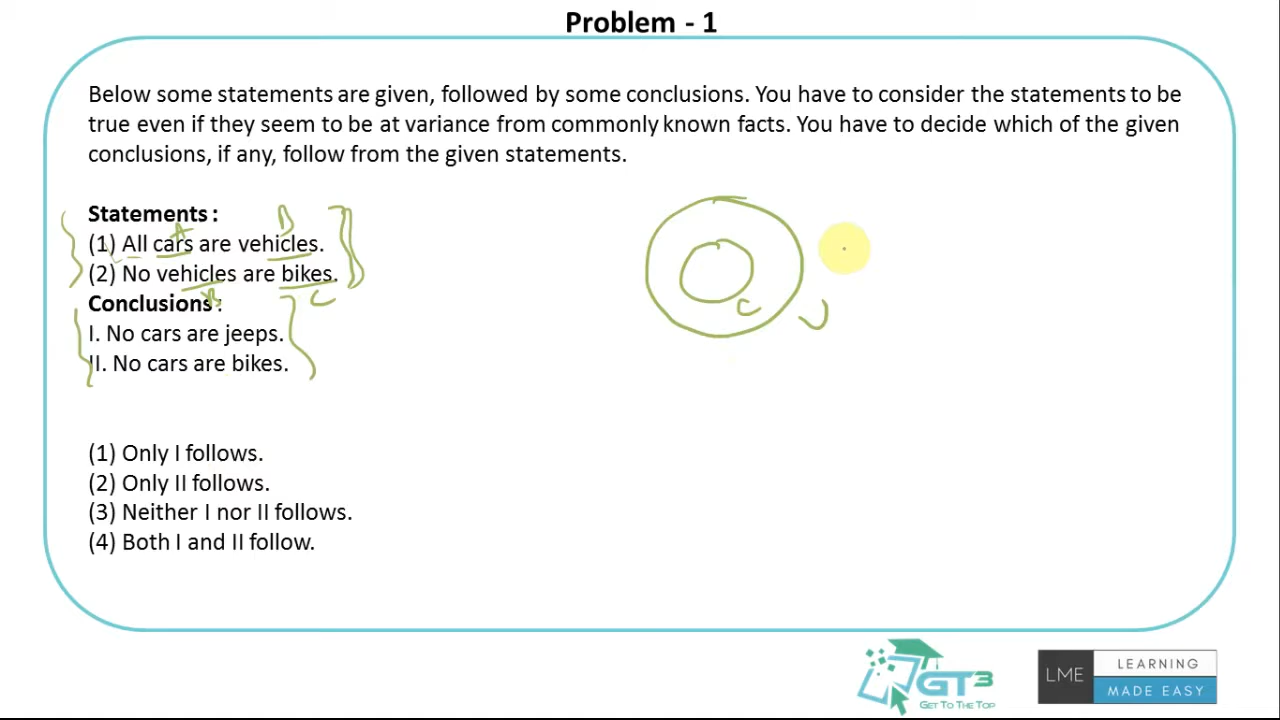 Problem - 1
Below some statements are given, followed by some conclusions. You have to consider the statements to be
true even if they seem to be at variance from commonly known facts. You have to decide which of the given
conclusions, if any, follow from the given statements.
Statements :
A B
(1) All cars are vehicles.
(2) No vehicles are bikes.
B C
Conclusions :
I. No cars are jeeps.
II. No cars are bikes.
C
V
(1) Only I follows.
(2) Only II follows.
(3) Neither I nor II follows.
(4) Both I and II follow.
GT3
GET TO THE TOP
LME
LEARNING
MADE EASY